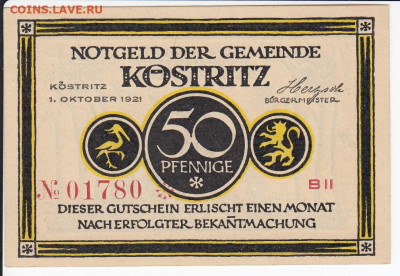 COINS.LAVE.RU
NOTGELD DER GEMEINDE
KÖSTRITZ
KÖSTRITZ
1. OKTOBER 1921
BÜRGERMEISTER
50
PFENNIGE
№ 01780
B II
DIESER GUTSCHEIN ERLISCHT EINEN MONAT
NACH ERFOLGTER BEKANTMACHUNG